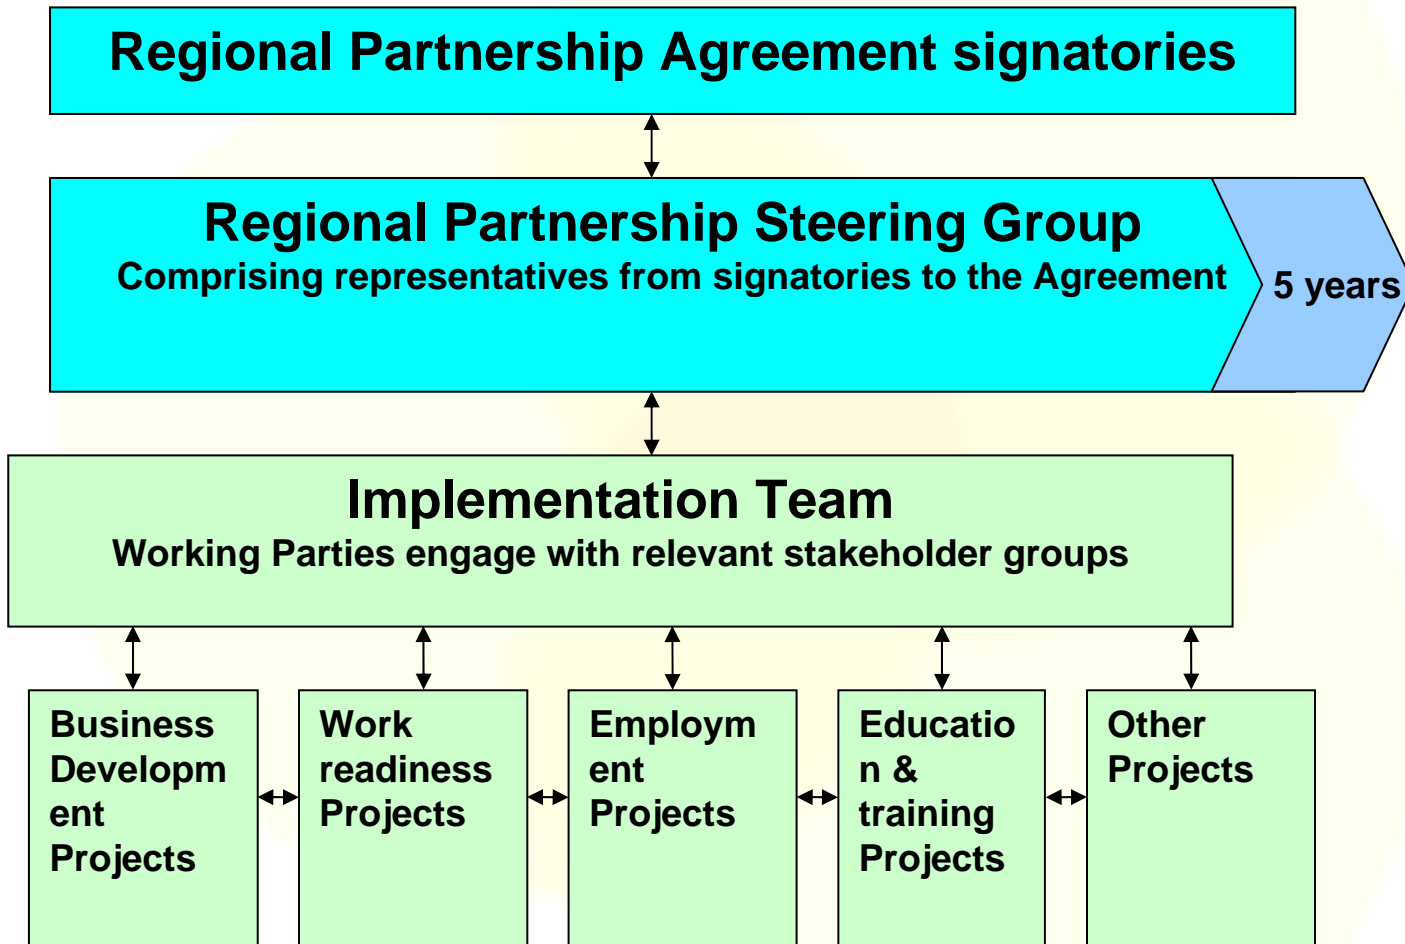 Regional Partnership Agreement signatories
Regional Partnership Steering Group
Comprising representatives from signatories to the Agreement
5 years
Implementation Team
Working Parties engage with relevant stakeholder groups
Business
Developm
ent
Projects
Work
readiness
Projects
Employm
ent
Projects
Educatio
n &
training
Projects
Other
Projects